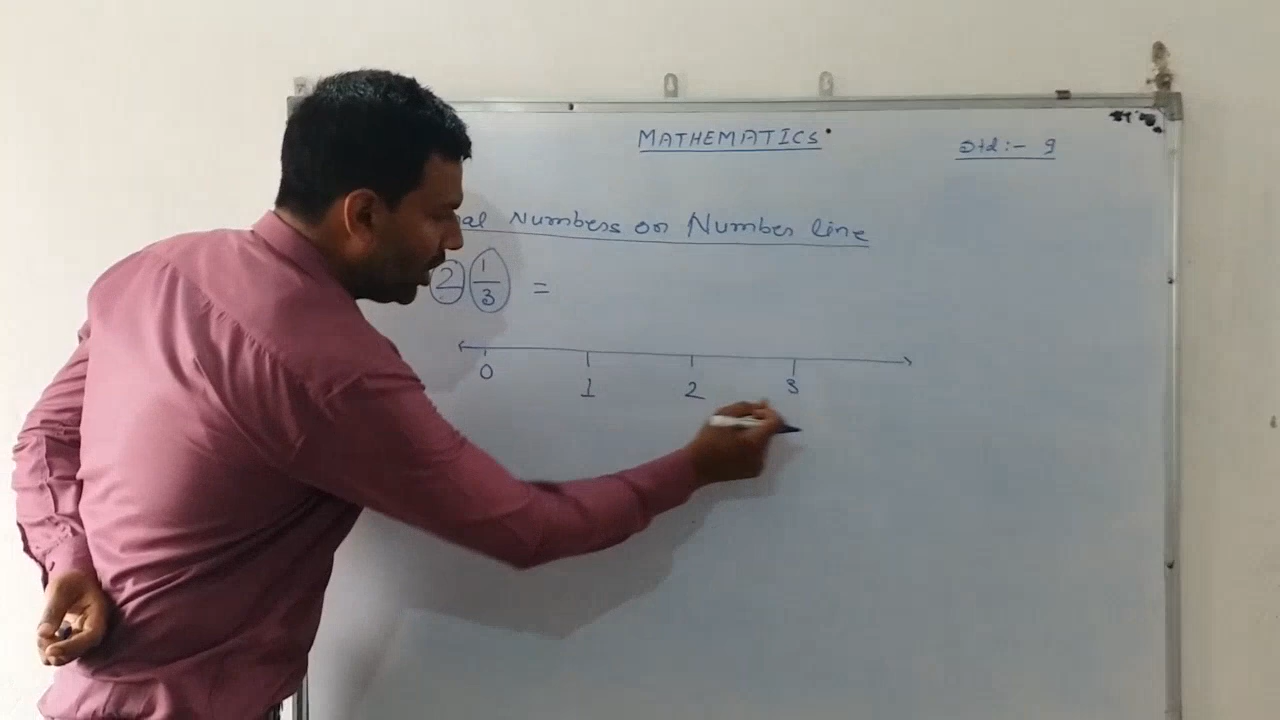 MATHEMATICS
Std:- 9
al Numbers on Number line
2 1/3 =
0 1 2 3